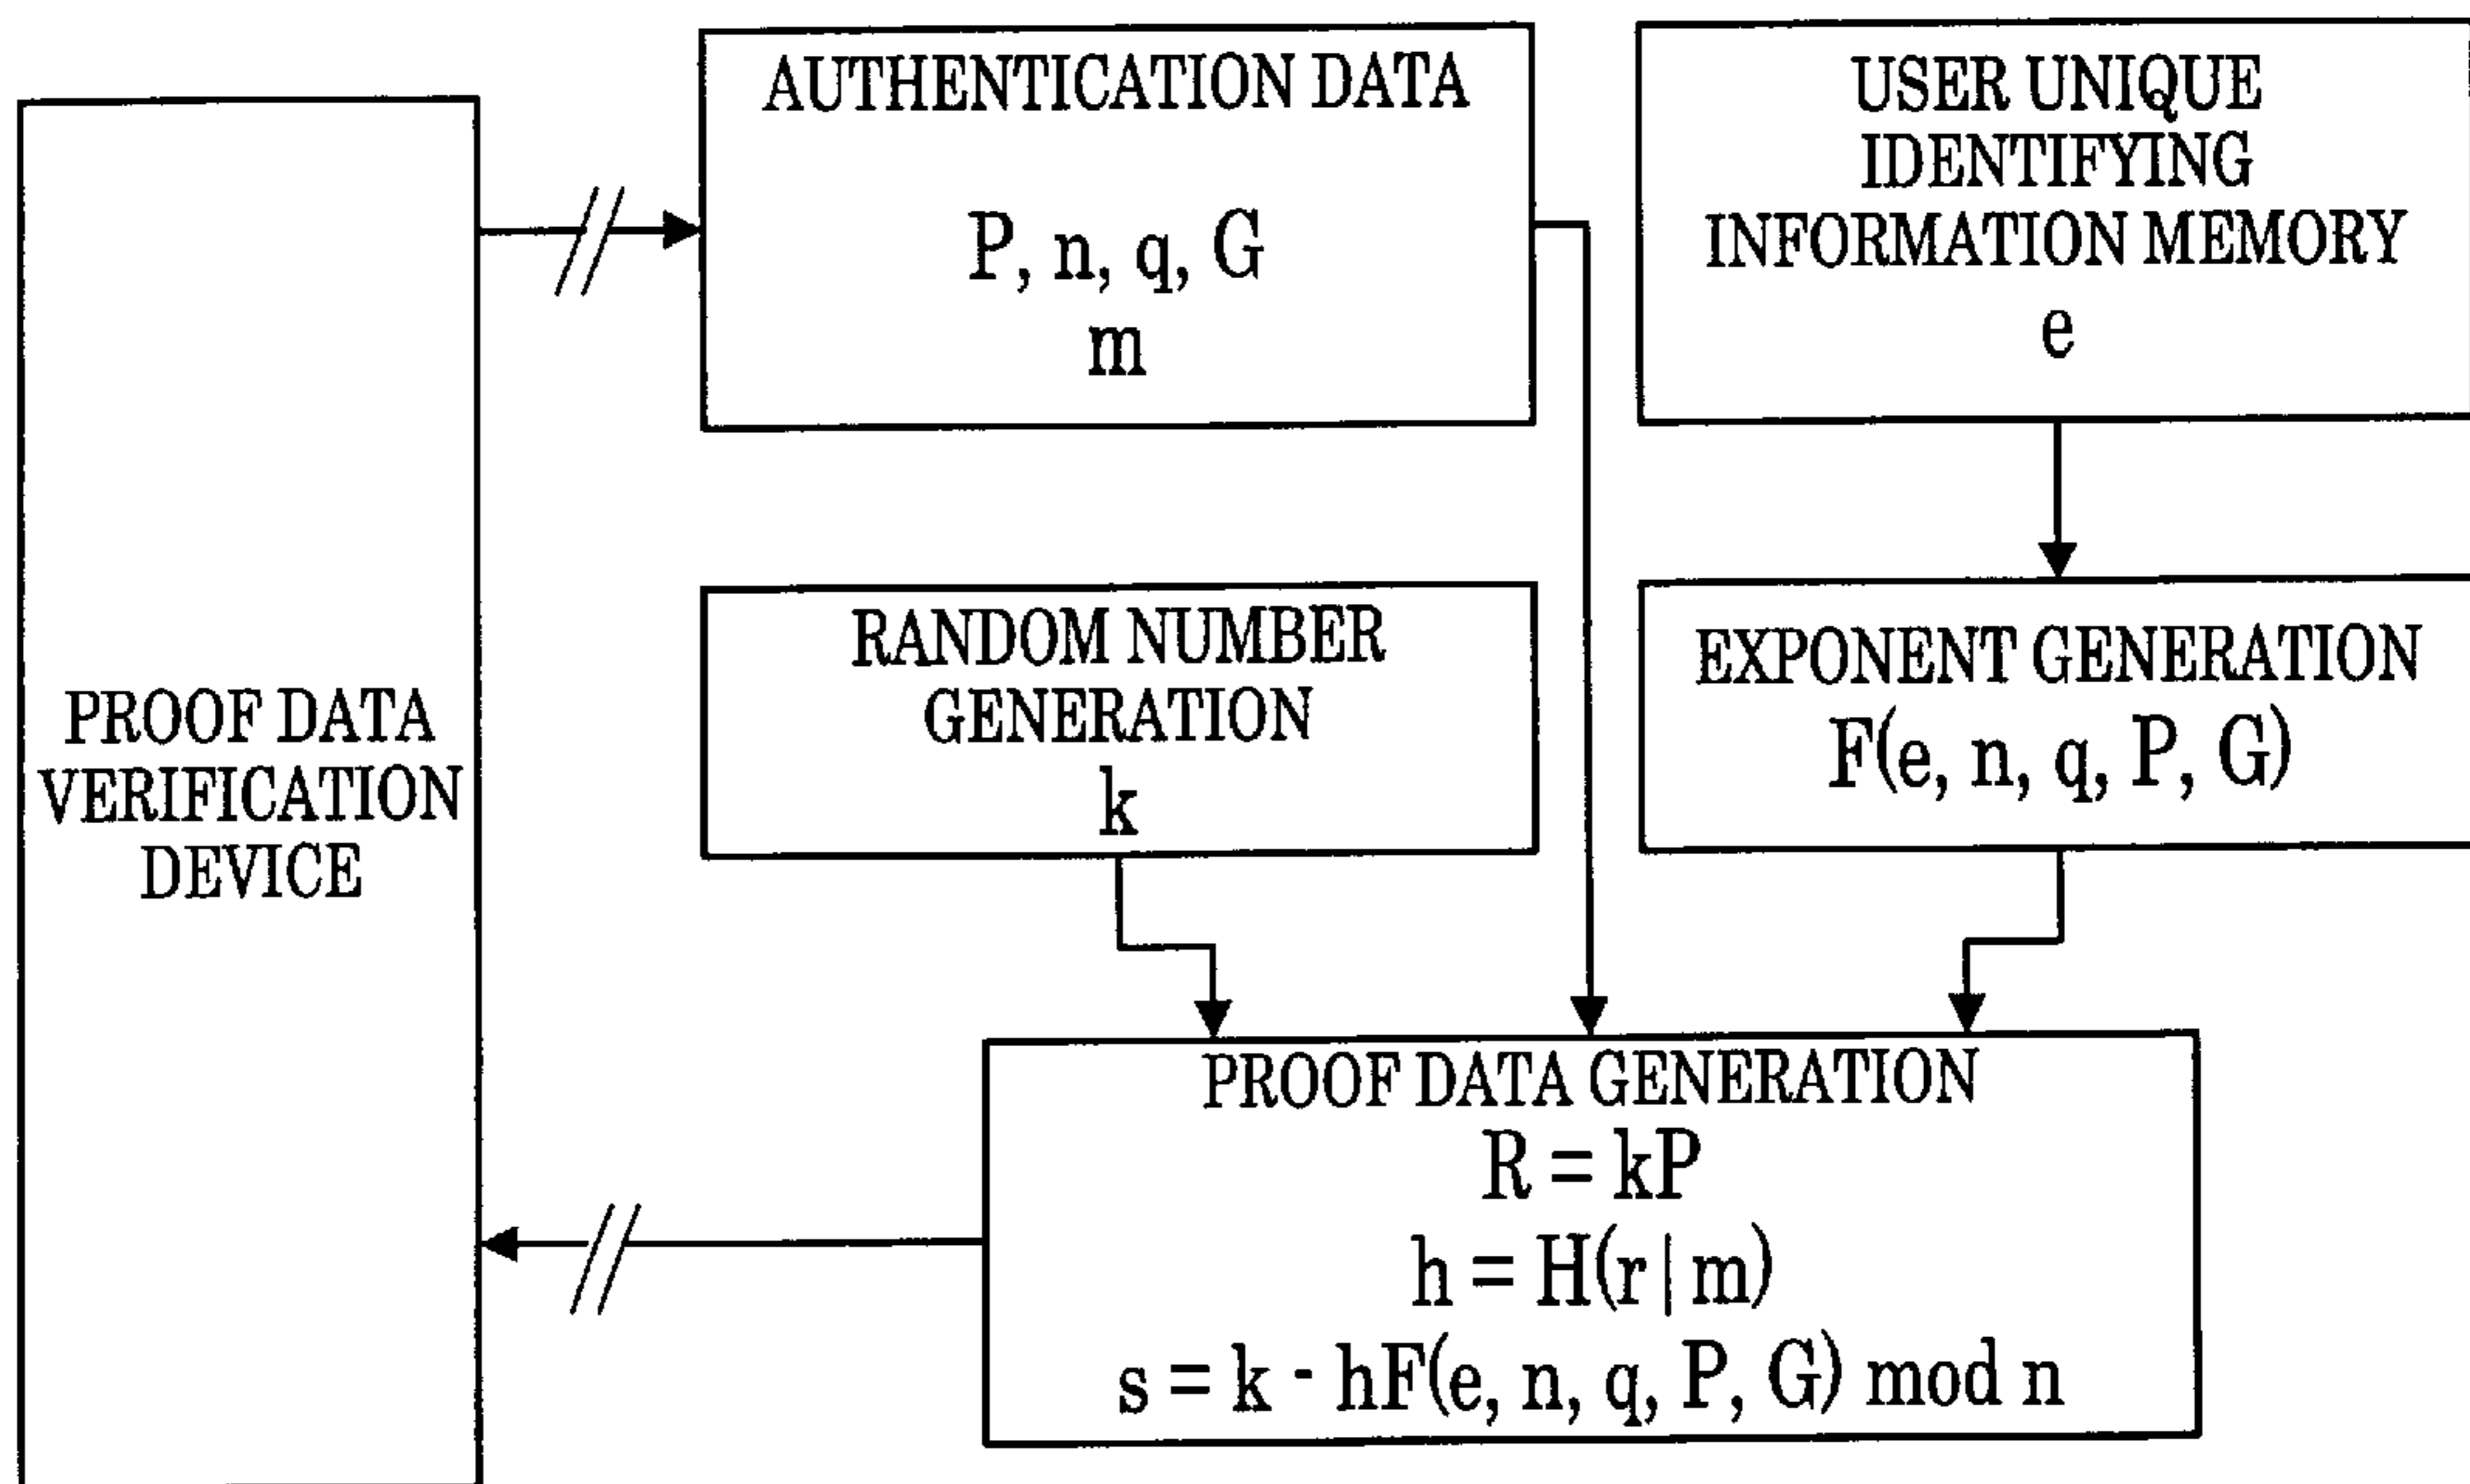 PROOF DATA
VERIFICATION
DEVICE
AUTHENTICATION DATA
P, n, q, G
m
USER UNIQUE
IDENTIFYING
INFORMATION MEMORY
e
RANDOM NUMBER
GENERATION
k
EXPONENT GENERATION
F(e, n, q, P, G)
PROOF DATA GENERATION
R = kP
h = H(r | m)
s = k - hF(e, n, q, P, G) mod n